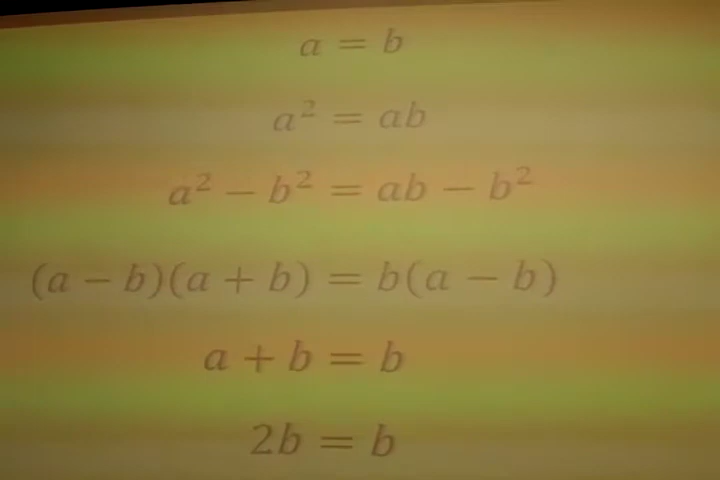 a = b
a² = ab
a² − b² = ab − b²
(a − b)(a + b) = b(a − b)
a + b = b
2b = b